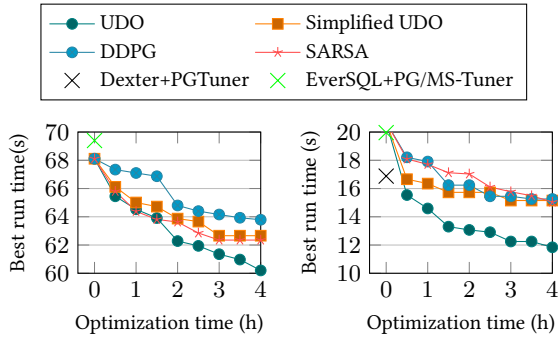 UDO
Simplified UDO
DDPG
SARSA
Dexter+PGTuner
EverSQL+PG/MS-Tuner
Best run time(s)
70
68
66
64
62
60
0 1 2 3 4
Optimization time (h)
Best run time (s)
20
18
16
14
12
10
0 1 2 3 4
Optimization time (h)